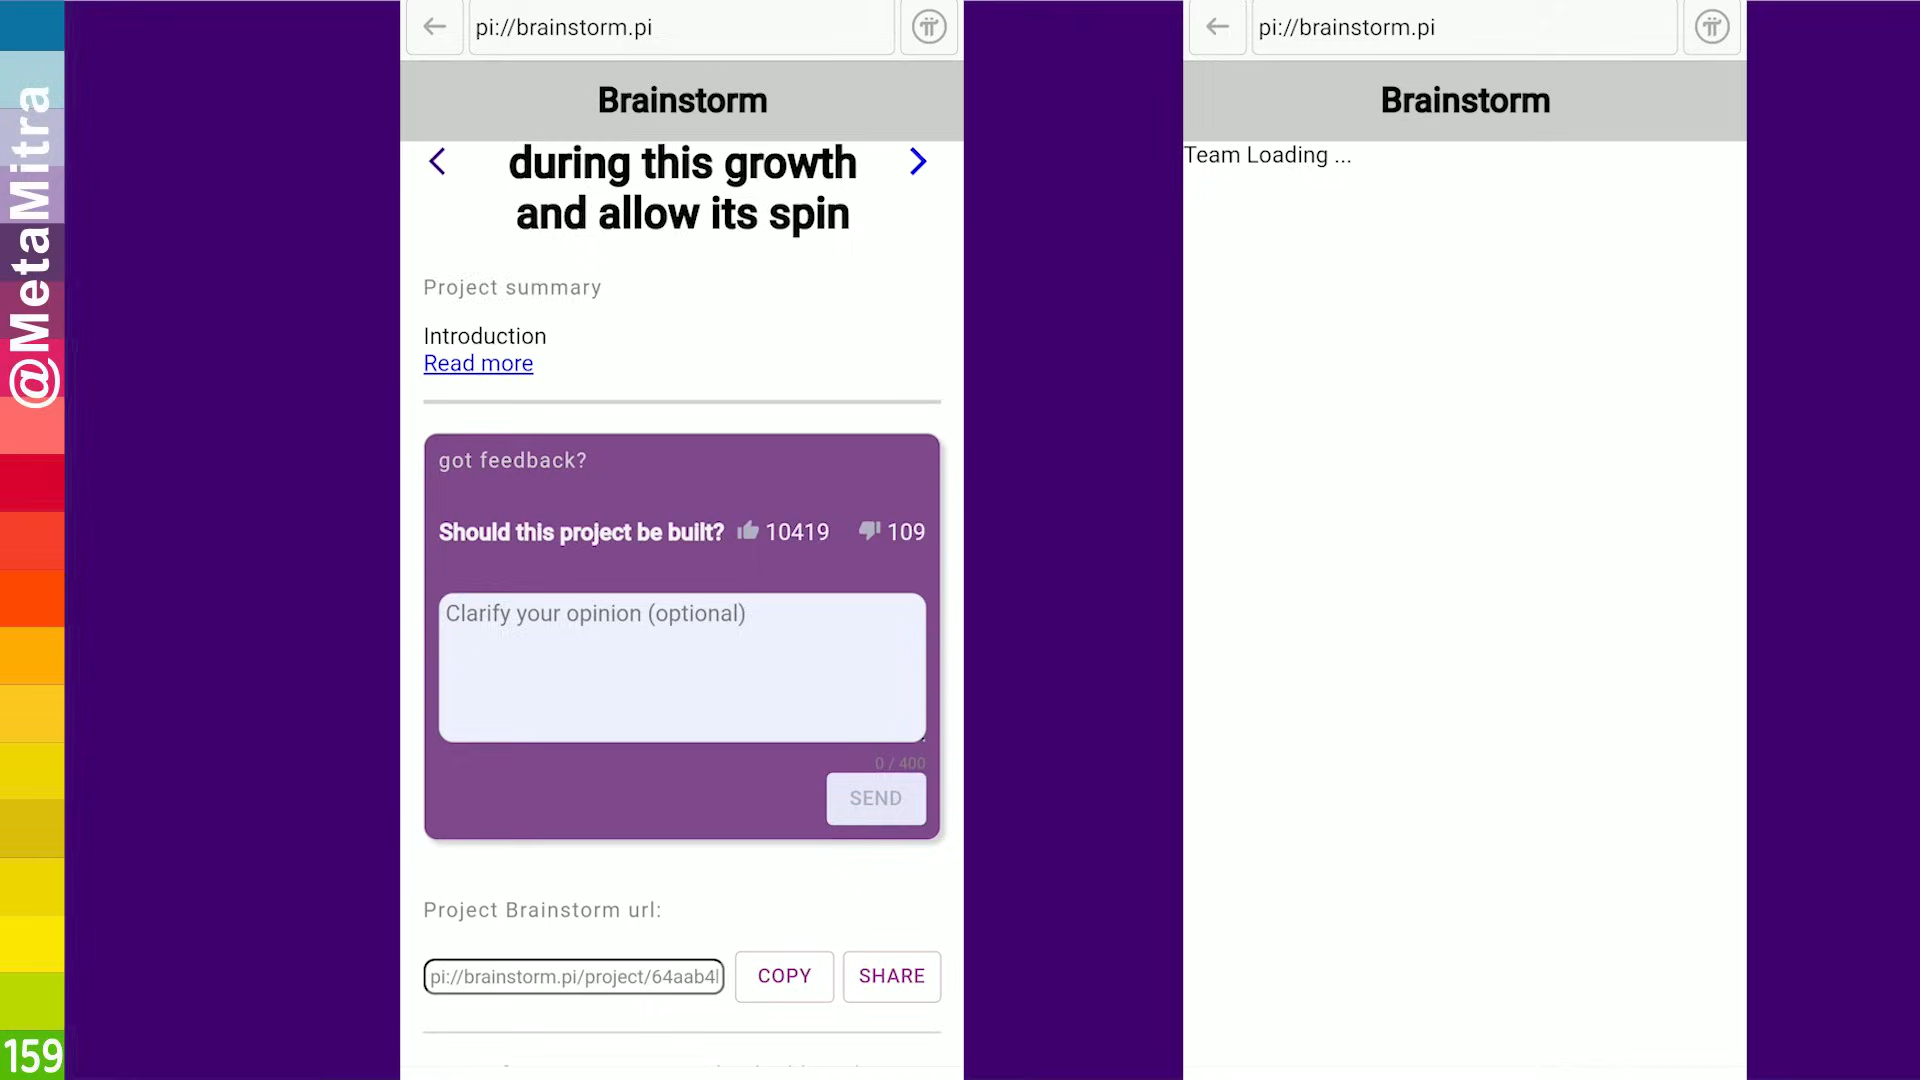 @MetaMitra
159
pi://brainstorm.pi
Brainstorm
during this growth
and allow its spin
Project summary
Introduction
Read more
got feedback?
Should this project be built? 10419 109
Clarify your opinion (optional)
0 / 400
SEND
Project Brainstorm url:
pi://brainstorm.pi/project/64aab4
COPY
SHARE
pi://brainstorm.pi
Brainstorm
Team Loading ...